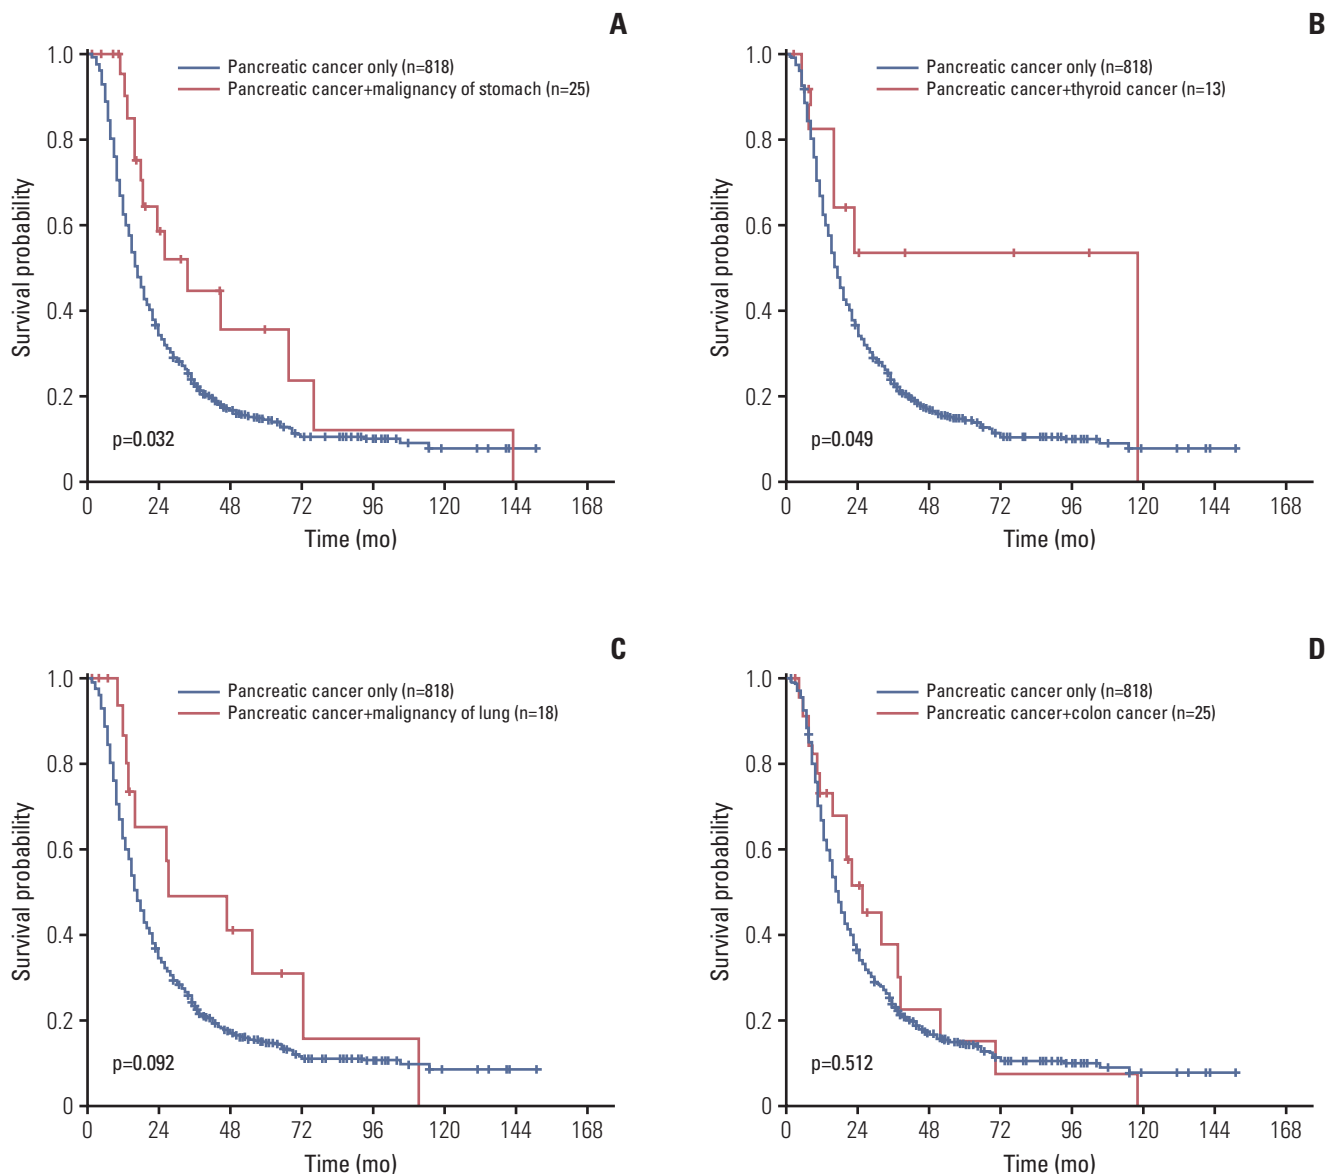 A
1.0
0.8
0.6
0.4
0.2
0
Survival probability
Pancreatic cancer only (n=818)
Pancreatic cancer+malignancy of stomach (n=25)
p=0.032
0 24 48 72 96 120 144 168
Time (mo)
B
1.0
0.8
0.6
0.4
0.2
0
Survival probability
Pancreatic cancer only (n=818)
Pancreatic cancer+thyroid cancer (n=13)
p=0.049
0 24 48 72 96 120 144 168
Time (mo)
C
1.0
0.8
0.6
0.4
0.2
0
Survival probability
Pancreatic cancer only (n=818)
Pancreatic cancer+malignancy of lung (n=18)
p=0.092
0 24 48 72 96 120 144 168
Time (mo)
D
1.0
0.8
0.6
0.4
0.2
0
Survival probability
Pancreatic cancer only (n=818)
Pancreatic cancer+colon cancer (n=25)
p=0.512
0 24 48 72 96 120 144 168
Time (mo)